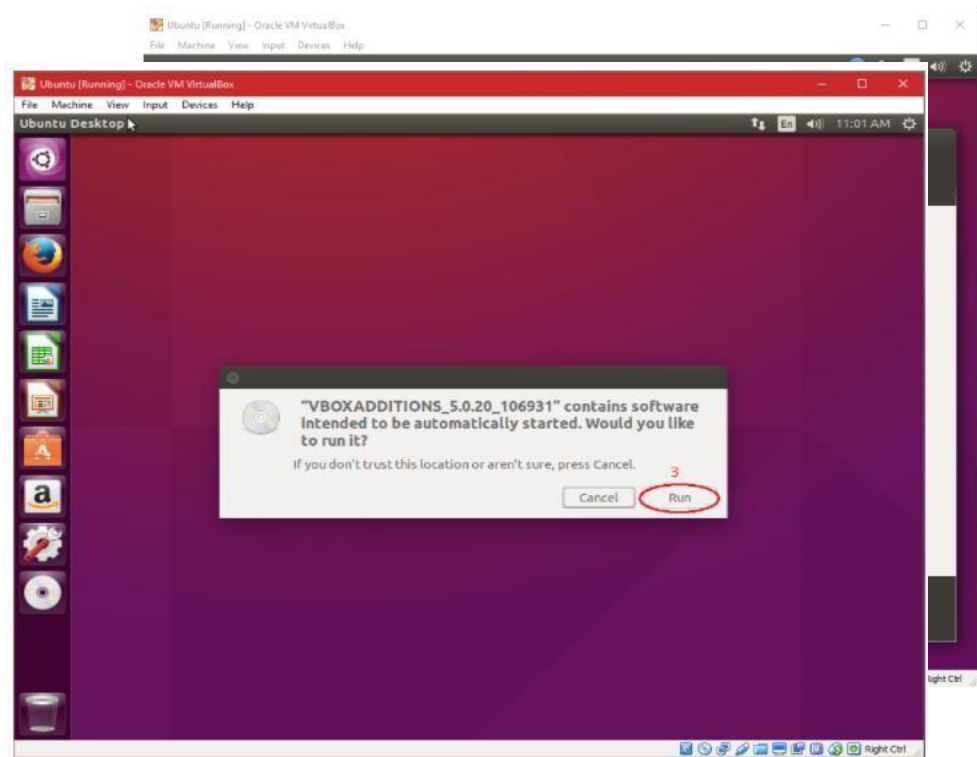 Ubuntu [Running] - Oracle VM VirtualBox
File Machine View Input Devices Help
Ubuntu [Running] - Oracle VM VirtualBox
File Machine View Input Devices Help
Ubuntu Desktop
En 11:01 AM
"VBOXADDITIONS_5.0.20_106931" contains software
intended to be automatically started. Would you like
to run it?
If you don't trust this location or aren't sure, press Cancel.
3
Cancel Run
A
a
Right Ctrl
Right Ctrl